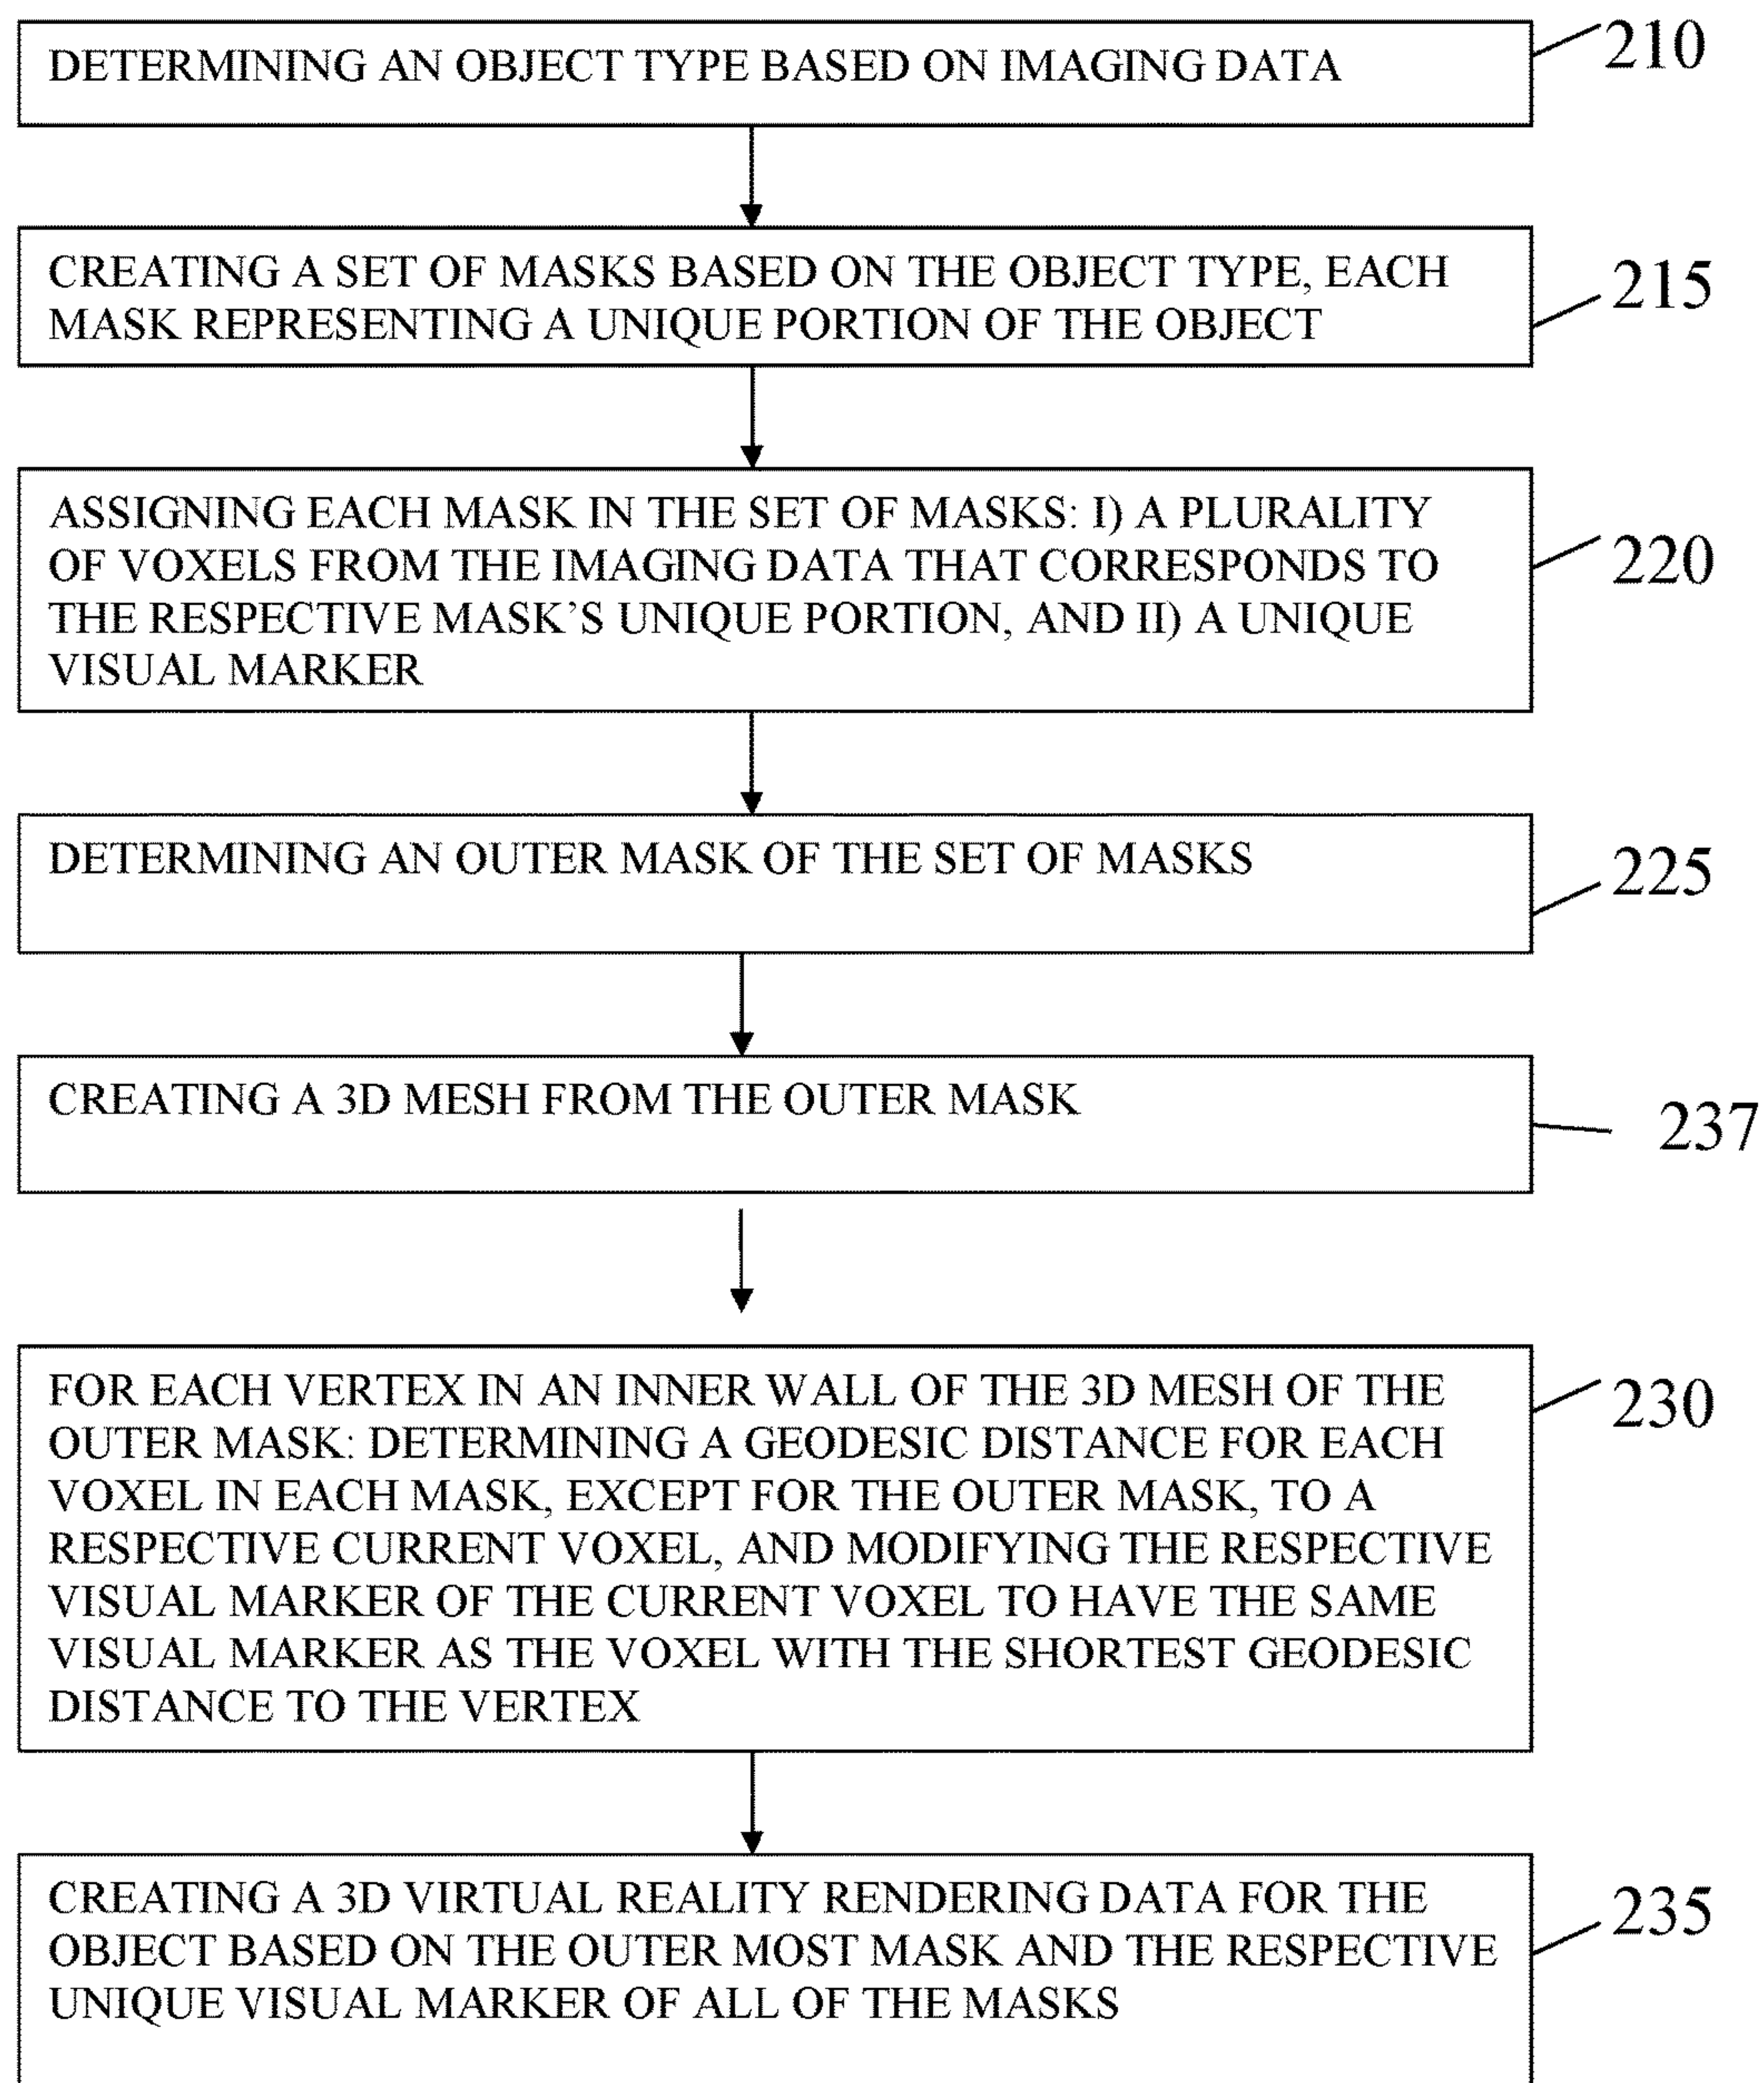 DETERMINING AN OBJECT TYPE BASED ON IMAGING DATA
210
CREATING A SET OF MASKS BASED ON THE OBJECT TYPE, EACH
MASK REPRESENTING A UNIQUE PORTION OF THE OBJECT
215
ASSIGNING EACH MASK IN THE SET OF MASKS: I) A PLURALITY
OF VOXELS FROM THE IMAGING DATA THAT CORRESPONDS TO
THE RESPECTIVE MASK’S UNIQUE PORTION, AND II) A UNIQUE
VISUAL MARKER
220
DETERMINING AN OUTER MASK OF THE SET OF MASKS
225
CREATING A 3D MESH FROM THE OUTER MASK
237
FOR EACH VERTEX IN AN INNER WALL OF THE 3D MESH OF THE
OUTER MASK: DETERMINING A GEODESIC DISTANCE FOR EACH
VOXEL IN EACH MASK, EXCEPT FOR THE OUTER MASK, TO A
RESPECTIVE CURRENT VOXEL, AND MODIFYING THE RESPECTIVE
VISUAL MARKER OF THE CURRENT VOXEL TO HAVE THE SAME
VISUAL MARKER AS THE VOXEL WITH THE SHORTEST GEODESIC
DISTANCE TO THE VERTEX
230
CREATING A 3D VIRTUAL REALITY RENDERING DATA FOR THE
OBJECT BASED ON THE OUTER MOST MASK AND THE RESPECTIVE
UNIQUE VISUAL MARKER OF ALL OF THE MASKS
235